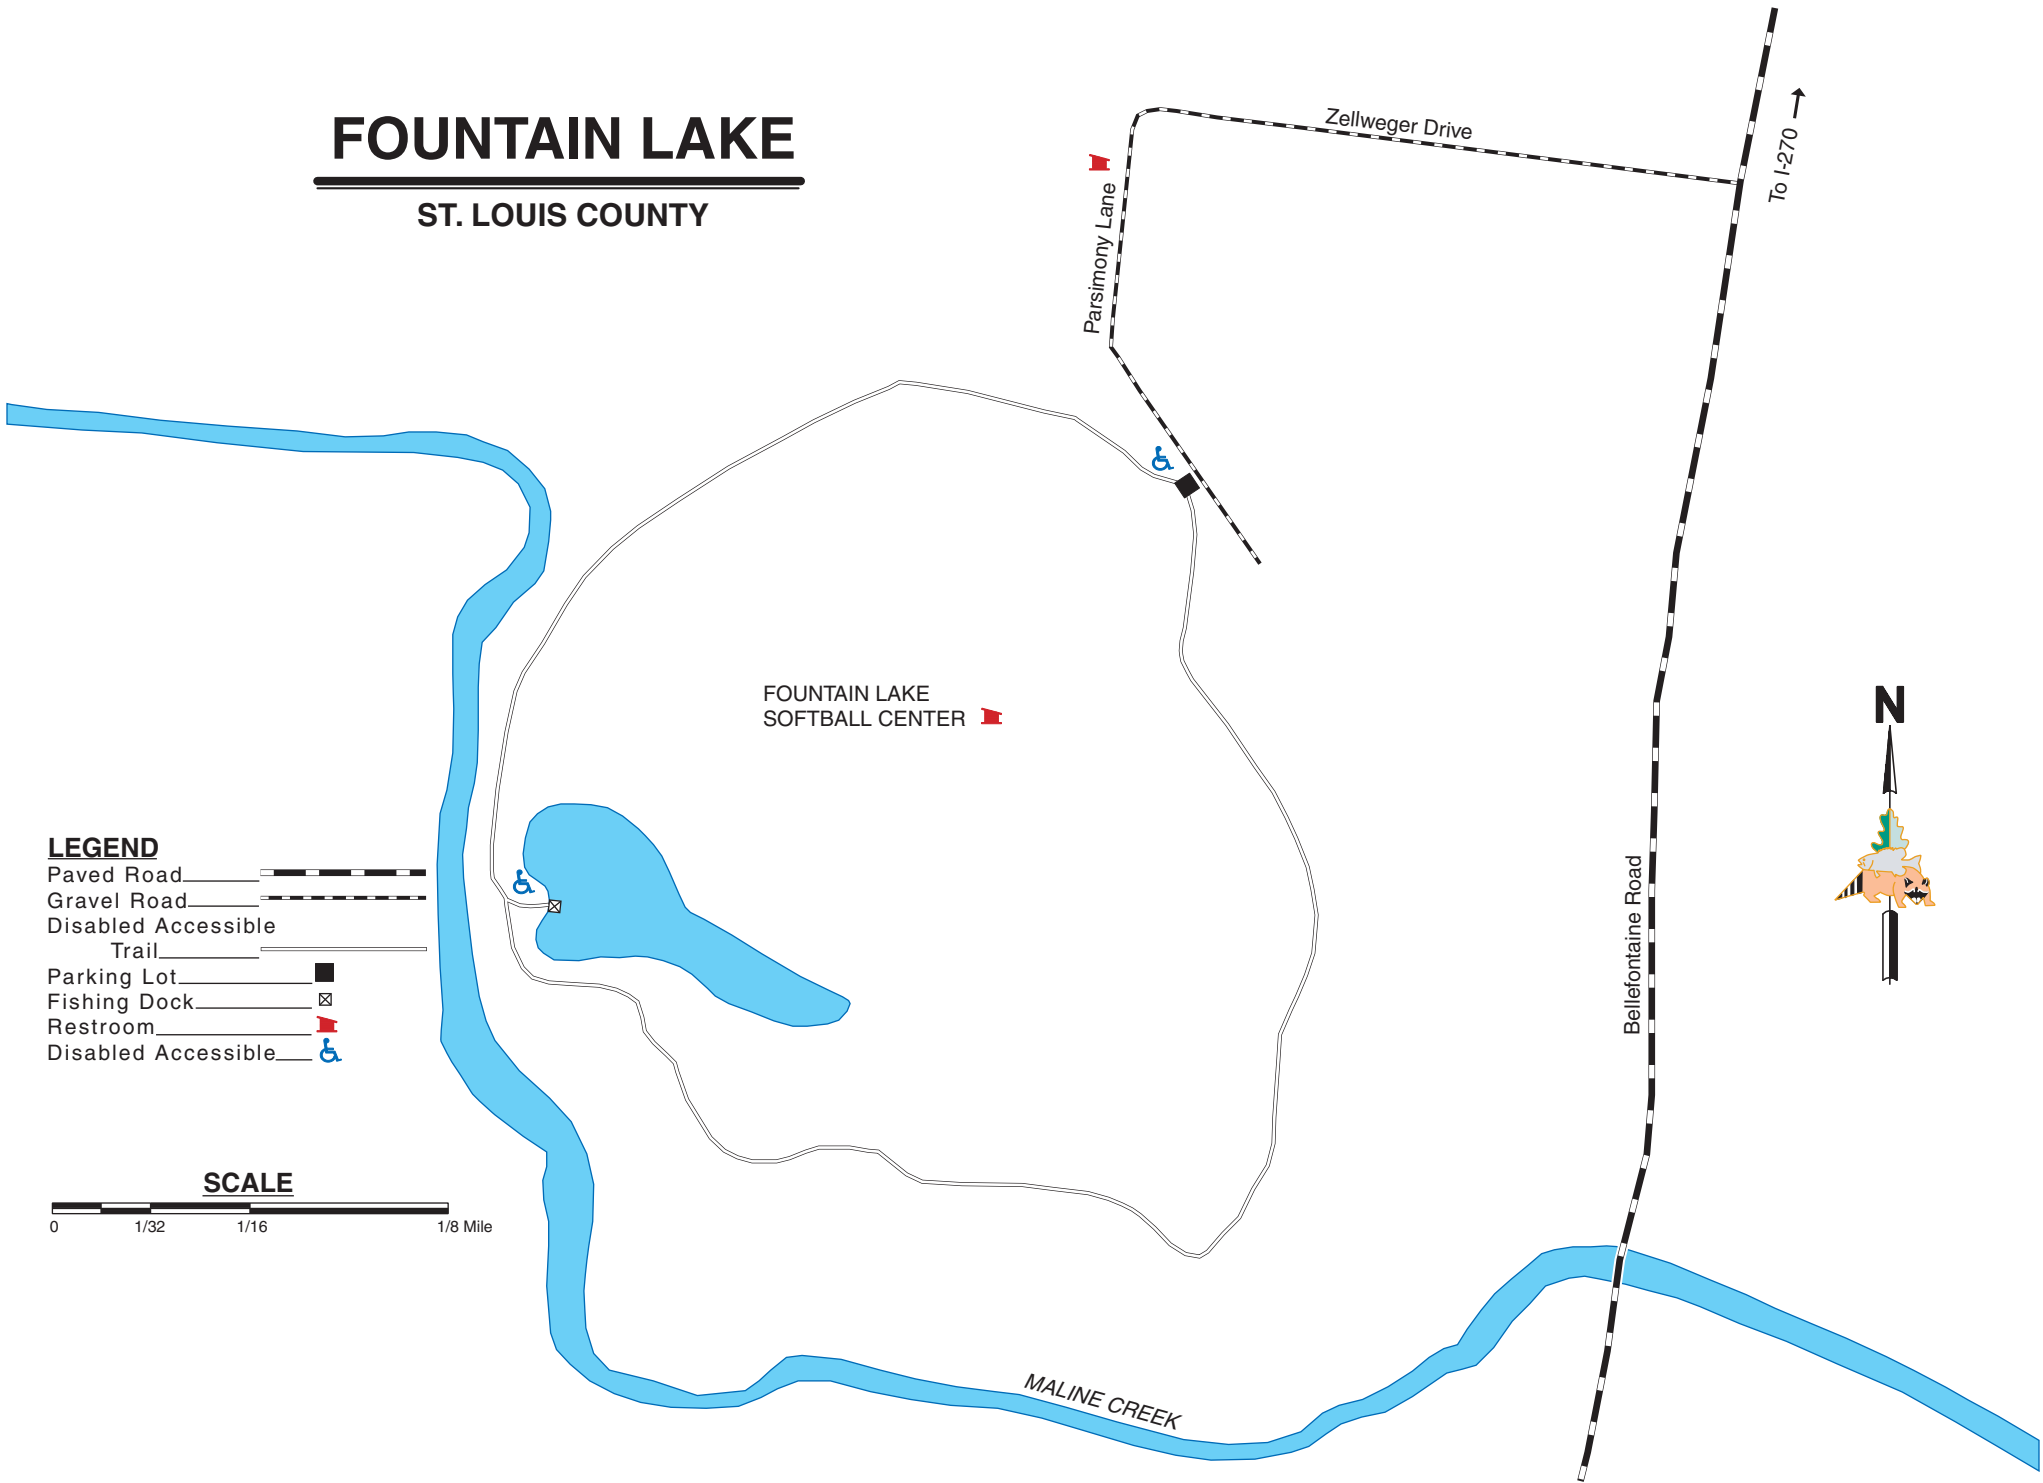 FOUNTAIN LAKE
ST. LOUIS COUNTY
Zellweger Drive
To I-270
Parsimony Lane
FOUNTAIN LAKE
SOFTBALL CENTER
N
LEGEND
Paved Road
Gravel Road
Disabled Accessible
Trail
Parking Lot
Fishing Dock
Restroom
Disabled Accessible
Bellefontaine Road
SCALE
0 1/32 1/16 1/8 Mile
MALINE CREEK